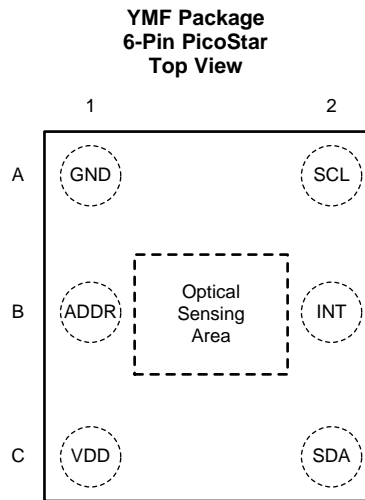 YMF Package
6-Pin PicoStar
Top View
1 2
A GND SCL
B ADDR Optical Sensing Area INT
C VDD SDA